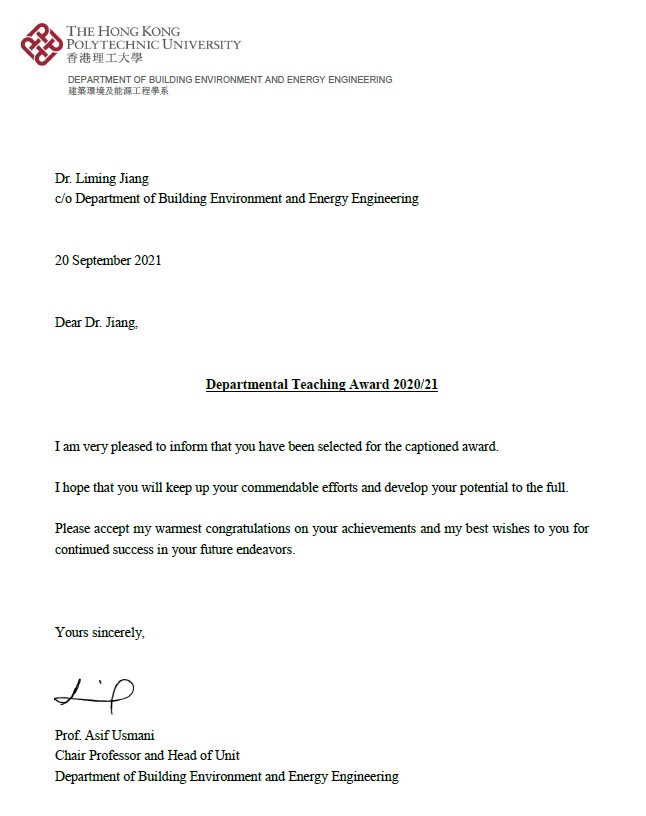 THE HONG KONG
POLYTECHNIC UNIVERSITY
香港理工大學
DEPARTMENT OF BUILDING ENVIRONMENT AND ENERGY ENGINEERING
建築環境及能源工程學系
Dr. Liming Jiang
c/o Department of Building Environment and Energy Engineering
20 September 2021
Dear Dr. Jiang,
Departmental Teaching Award 2020/21
I am very pleased to inform that you have been selected for the captioned award.
I hope that you will keep up your commendable efforts and develop your potential to the full.
Please accept my warmest congratulations on your achievements and my best wishes to you for
continued success in your future endeavors.
Yours sincerely,
Prof. Asif Usmani
Chair Professor and Head of Unit
Department of Building Environment and Energy Engineering